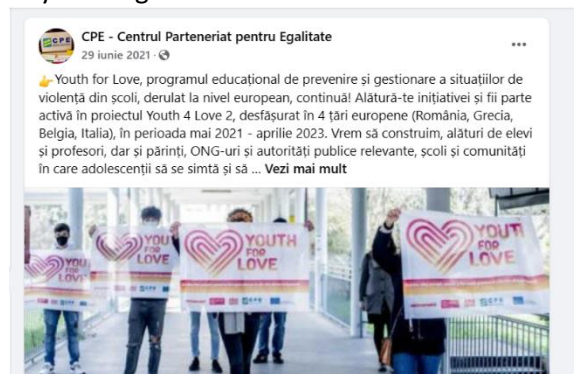 CPE - Centrul Parteneriat pentru Egalitate
29 iunie 2021 ·
👉Youth for Love, programul educațional de prevenire și gestionare a situațiilor de
violență din școli, derulat la nivel european, continuă! Alătură-te inițiativei și fii parte
activă în proiectul Youth 4 Love 2, desfășurat în 4 țări europene (România, Grecia,
Belgia, Italia), în perioada mai 2021 - aprilie 2023. Vrem să construim, alături de elevi
și profesori, dar și părinți, ONG-uri și autorități publice relevante, școli și comunități
în care adolescenții să se simtă și să ... Vezi mai mult
YOUTH
FOR
LOVE
YOU
FOR
LOVE
YOUTH
FOR
LOVE
YOUT
FOR
LOVE
CPE